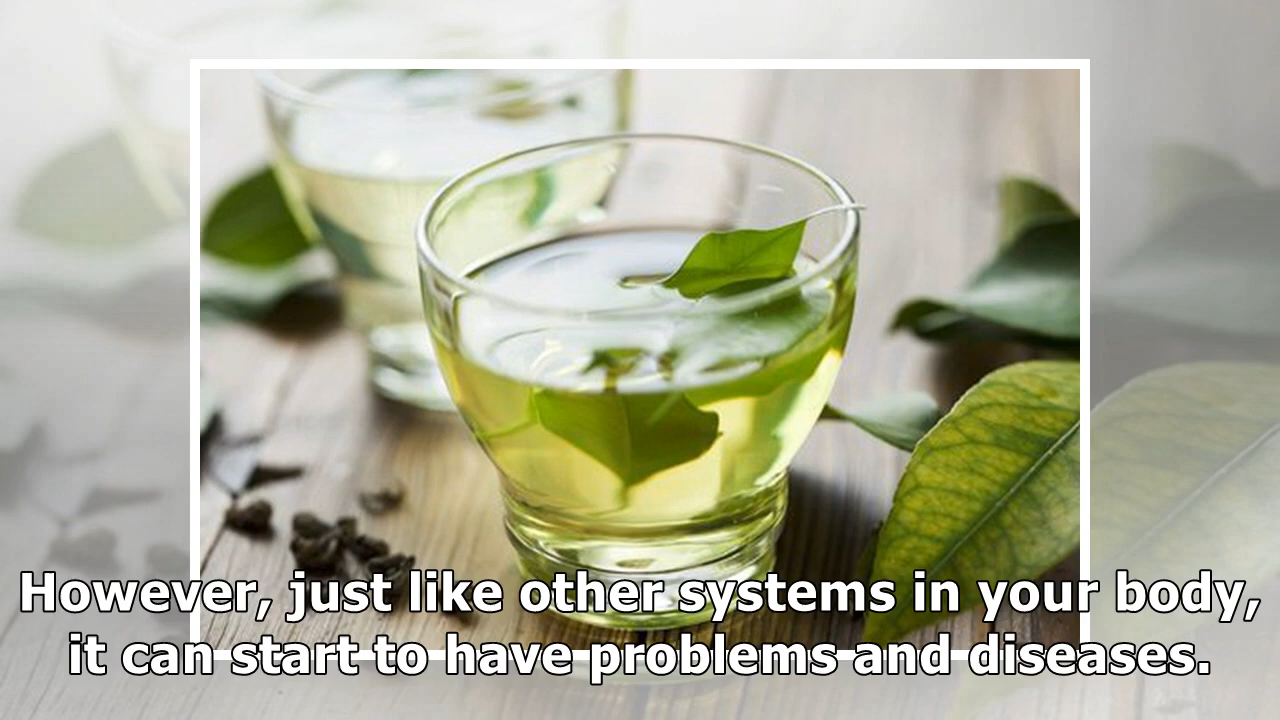 However, just like other systems in your body,
it can start to have problems and diseases.